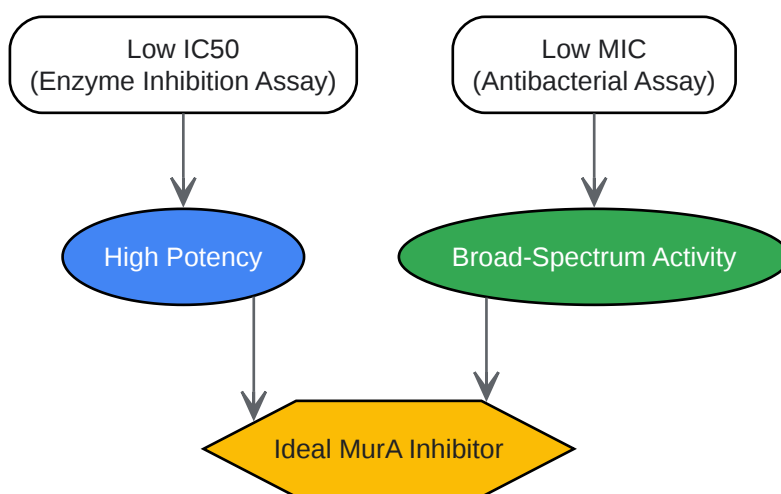 Low IC50
(Enzyme Inhibition Assay)
Low MIC
(Antibacterial Assay)
High Potency
Broad-Spectrum Activity
Ideal MurA Inhibitor